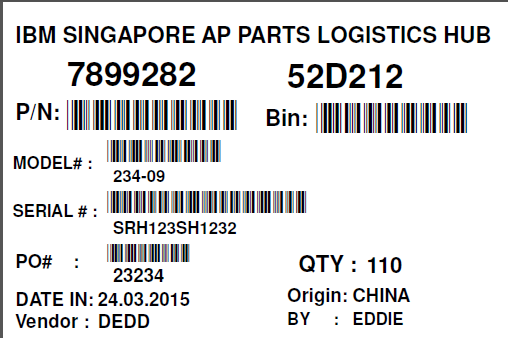 IBM SINGAPORE AP PARTS LOGISTICS HUB
7899282 52D212
P/N: Bin:
MODEL# :
234-09
SERIAL # :
SRH123SH1232
PO# : QTY : 110
23234
DATE IN: 24.03.2015 Origin: CHINA
Vendor : DEDD BY : EDDIE